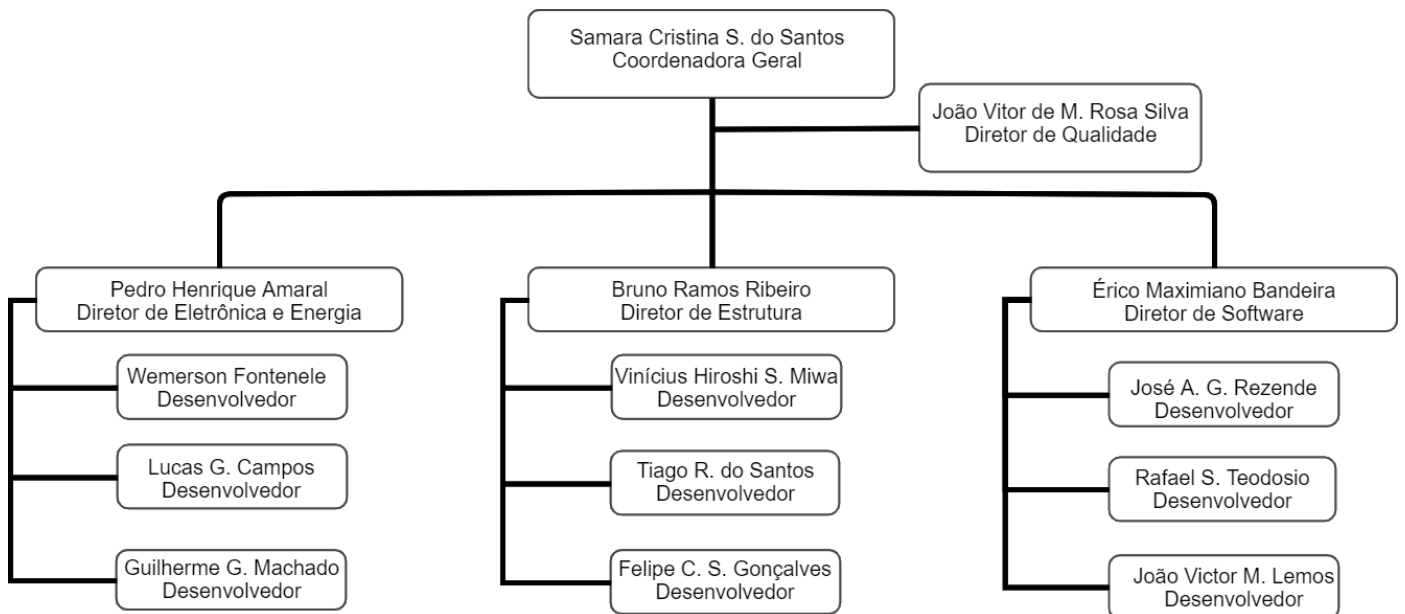 Samara Cristina S. do Santos
Coordenadora Geral
João Vitor de M. Rosa Silva
Diretor de Qualidade
Pedro Henrique Amaral
Diretor de Eletrônica e Energia
Wemerson Fontenele
Desenvolvedor
Lucas G. Campos
Desenvolvedor
Guilherme G. Machado
Desenvolvedor
Bruno Ramos Ribeiro
Diretor de Estrutura
Vinícius Hiroshi S. Miwa
Desenvolvedor
Tiago R. do Santos
Desenvolvedor
Felipe C. S. Gonçalves
Desenvolvedor
Érico Maximiano Bandeira
Diretor de Software
José A. G. Rezende
Desenvolvedor
Rafael S. Teodosio
Desenvolvedor
João Victor M. Lemos
Desenvolvedor